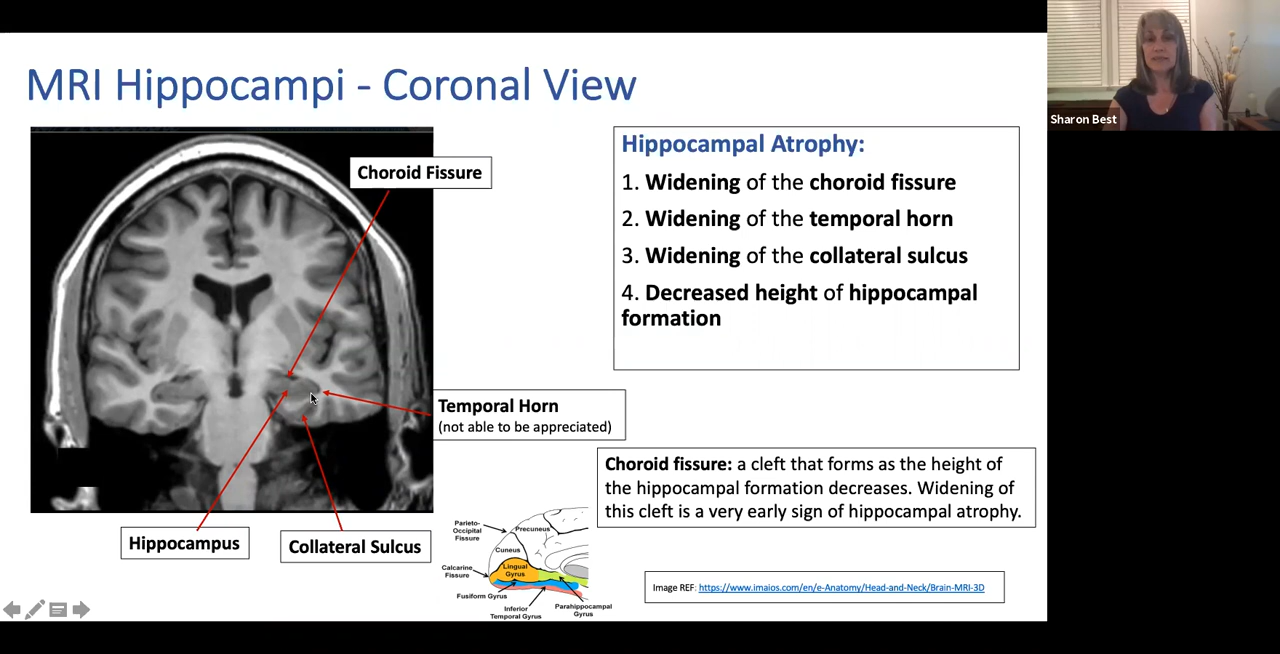 MRI Hippocampi - Coronal View
Sharon Best
Choroid Fissure
Hippocampal Atrophy:
1. Widening of the choroid fissure
2. Widening of the temporal horn
3. Widening of the collateral sulcus
4. Decreased height of hippocampal
formation
Temporal Horn
(not able to be appreciated)
Choroid fissure: a cleft that forms as the height of
the hippocampal formation decreases. Widening of
this cleft is a very early sign of hippocampal atrophy.
Hippocampus
Collateral Sulcus
Parieto-
Occipital
Fissure
Precuneus
Cuneus
Calcarine
Fissure
Lingual
Gyrus
Fusiform Gyrus
Inferior
Temporal Gyrus
Parahippocampal
Gyrus
Image REF: https://www.imaios.com/en/e-Anatomy/Head-and-Neck/Brain-MRI-3D